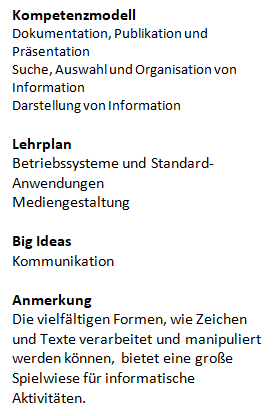 Kompetenzmodell
Dokumentation, Publikation und
Präsentation
Suche, Auswahl und Organisation von
Information
Darstellung von Information
Lehrplan
Betriebssysteme und Standard-
Anwendungen
Mediengestaltung
Big Ideas
Kommunikation
Anmerkung
Die vielfältigen Formen, wie Zeichen
und Texte verarbeitet und manipuliert
werden können, bietet eine große
Spielwiese für informatische
Aktivitäten.